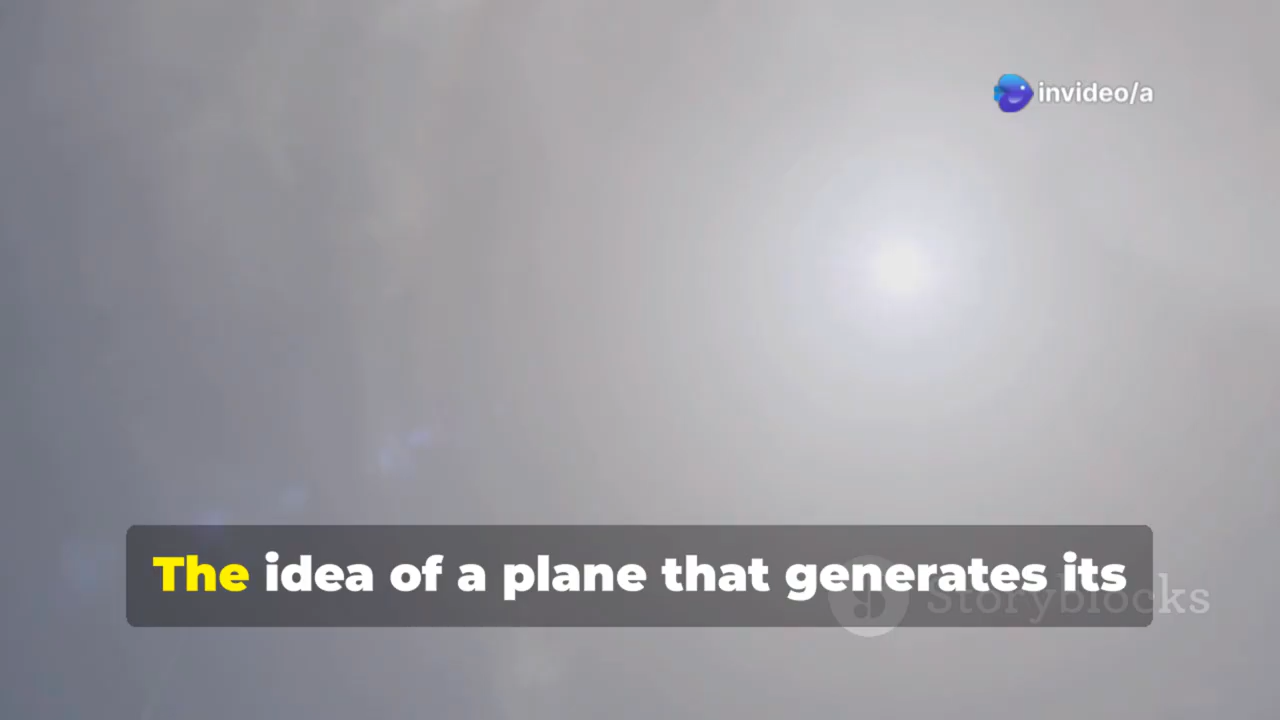 invideo/a
The idea of a plane that generates its
Storyblocks